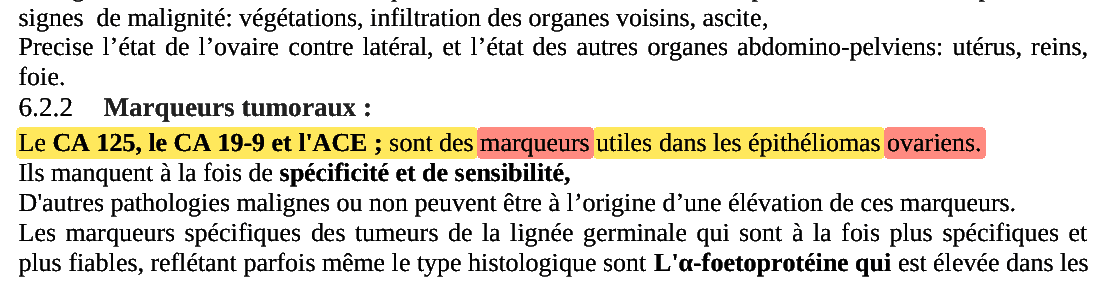 signes de malignité: végétations, infiltration des organes voisins, ascite,
Precise l’état de l’ovaire contre latéral, et l’état des autres organes abdomino-pelviens: utérus, reins,
foie.
6.2.2 Marqueurs tumoraux :
Le CA 125, le CA 19-9 et l'ACE ; sont des marqueurs utiles dans les épithéliomas ovariens.
Ils manquent à la fois de spécificité et de sensibilité,
D'autres pathologies malignes ou non peuvent être à l’origine d’une élévation de ces marqueurs.
Les marqueurs spécifiques des tumeurs de la lignée germinale qui sont à la fois plus spécifiques et
plus fiables, reflétant parfois même le type histologique sont L'α-foetoprotéine qui est élevée dans les